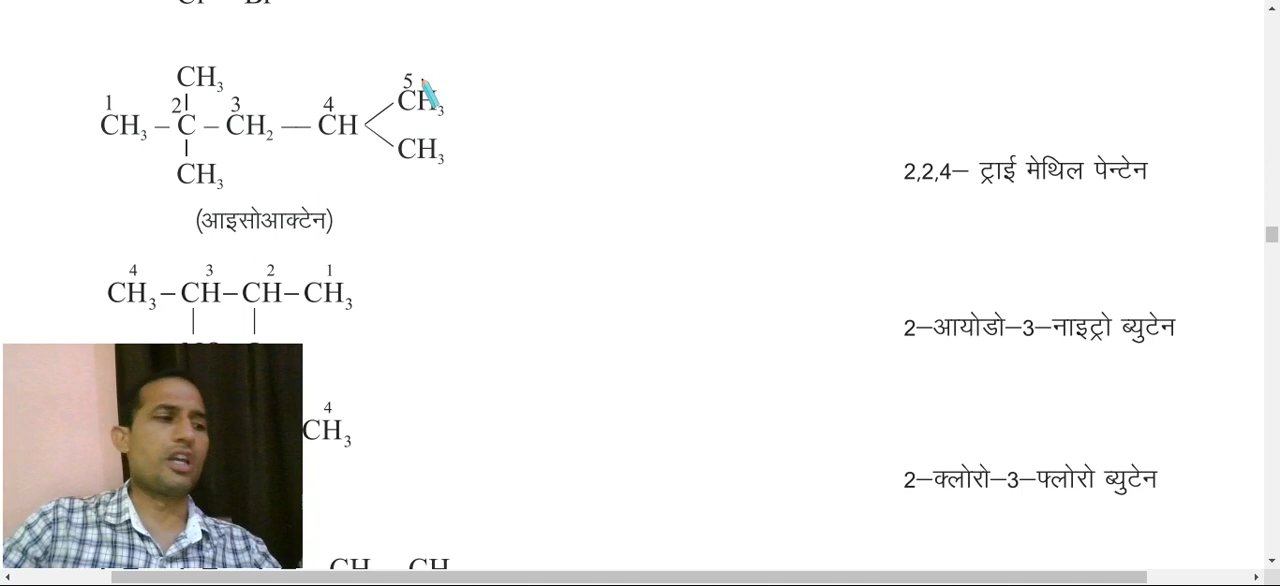 CH₃
1 2 3 4 5
CH₃ – C – CH₂ — CH CH₃
CH₃
CH₃
2,2,4– ट्राई मेथिल पेन्टेन
(आइसोआक्टेन)
4 3 2 1
CH₃–CH–CH–CH₃
2–आयोडो–3–नाइट्रो ब्युटेन
4
CH₃
2–क्लोरो–3–फ्लोरो ब्युटेन